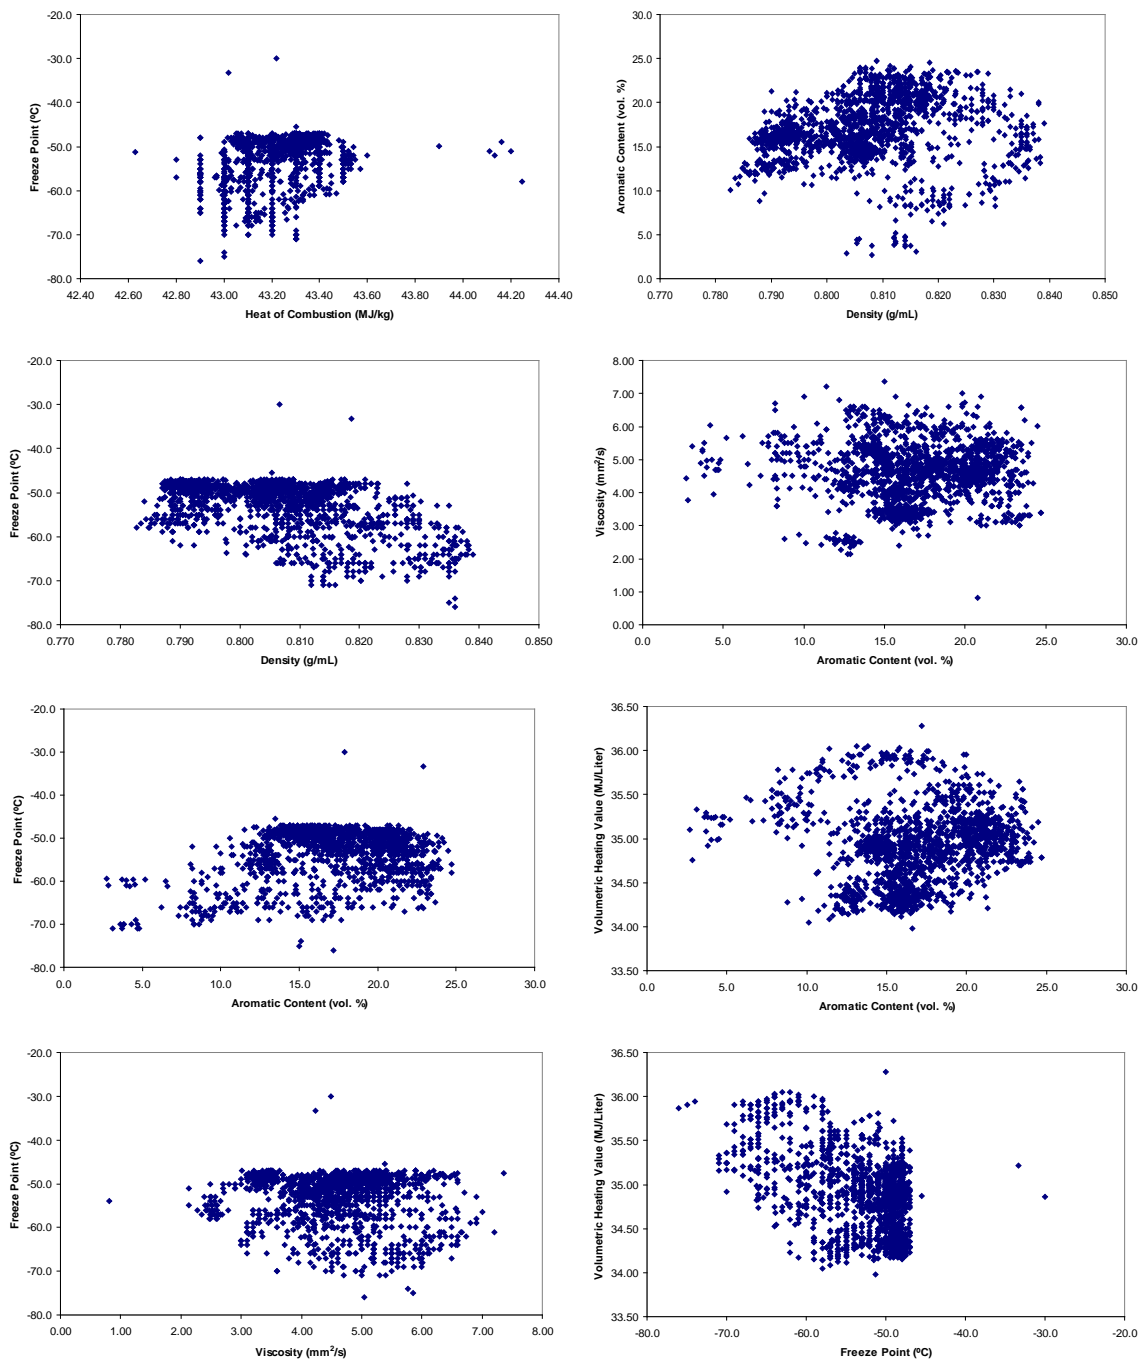 -20.0
-30.0
-40.0
-50.0
-60.0
-70.0
-80.0
42.40 42.60 42.80 43.00 43.20 43.40 43.60 43.80 44.00 44.20 44.40
Freeze Point (ºC)
Heat of Combustion (MJ/kg)
30.0
25.0
20.0
15.0
10.0
5.0
0.0
0.770 0.780 0.790 0.800 0.810 0.820 0.830 0.840 0.850
Aromatic Content (vol. %)
Density (g/mL)
-20.0
-30.0
-40.0
-50.0
-60.0
-70.0
-80.0
0.770 0.780 0.790 0.800 0.810 0.820 0.830 0.840 0.850
Freeze Point (ºC)
Density (g/mL)
8.00
7.00
6.00
5.00
4.00
3.00
2.00
1.00
0.00
0.0 5.0 10.0 15.0 20.0 25.0 30.0
Viscosity (mm²/s)
Aromatic Content (vol. %)
-20.0
-30.0
-40.0
-50.0
-60.0
-70.0
-80.0
0.0 5.0 10.0 15.0 20.0 25.0 30.0
Freeze Point (ºC)
Aromatic Content (vol. %)
36.50
36.00
35.50
35.00
34.50
34.00
33.50
0.0 5.0 10.0 15.0 20.0 25.0 30.0
Volumetric Heating Value (MJ/Liter)
Aromatic Content (vol. %)
-20.0
-30.0
-40.0
-50.0
-60.0
-70.0
-80.0
0.00 1.00 2.00 3.00 4.00 5.00 6.00 7.00 8.00
Freeze Point (ºC)
Viscosity (mm²/s)
36.50
36.00
35.50
35.00
34.50
34.00
33.50
-80.0 -70.0 -60.0 -50.0 -40.0 -30.0 -20.0
Volumetric Heating Value (MJ/Liter)
Freeze Point (ºC)